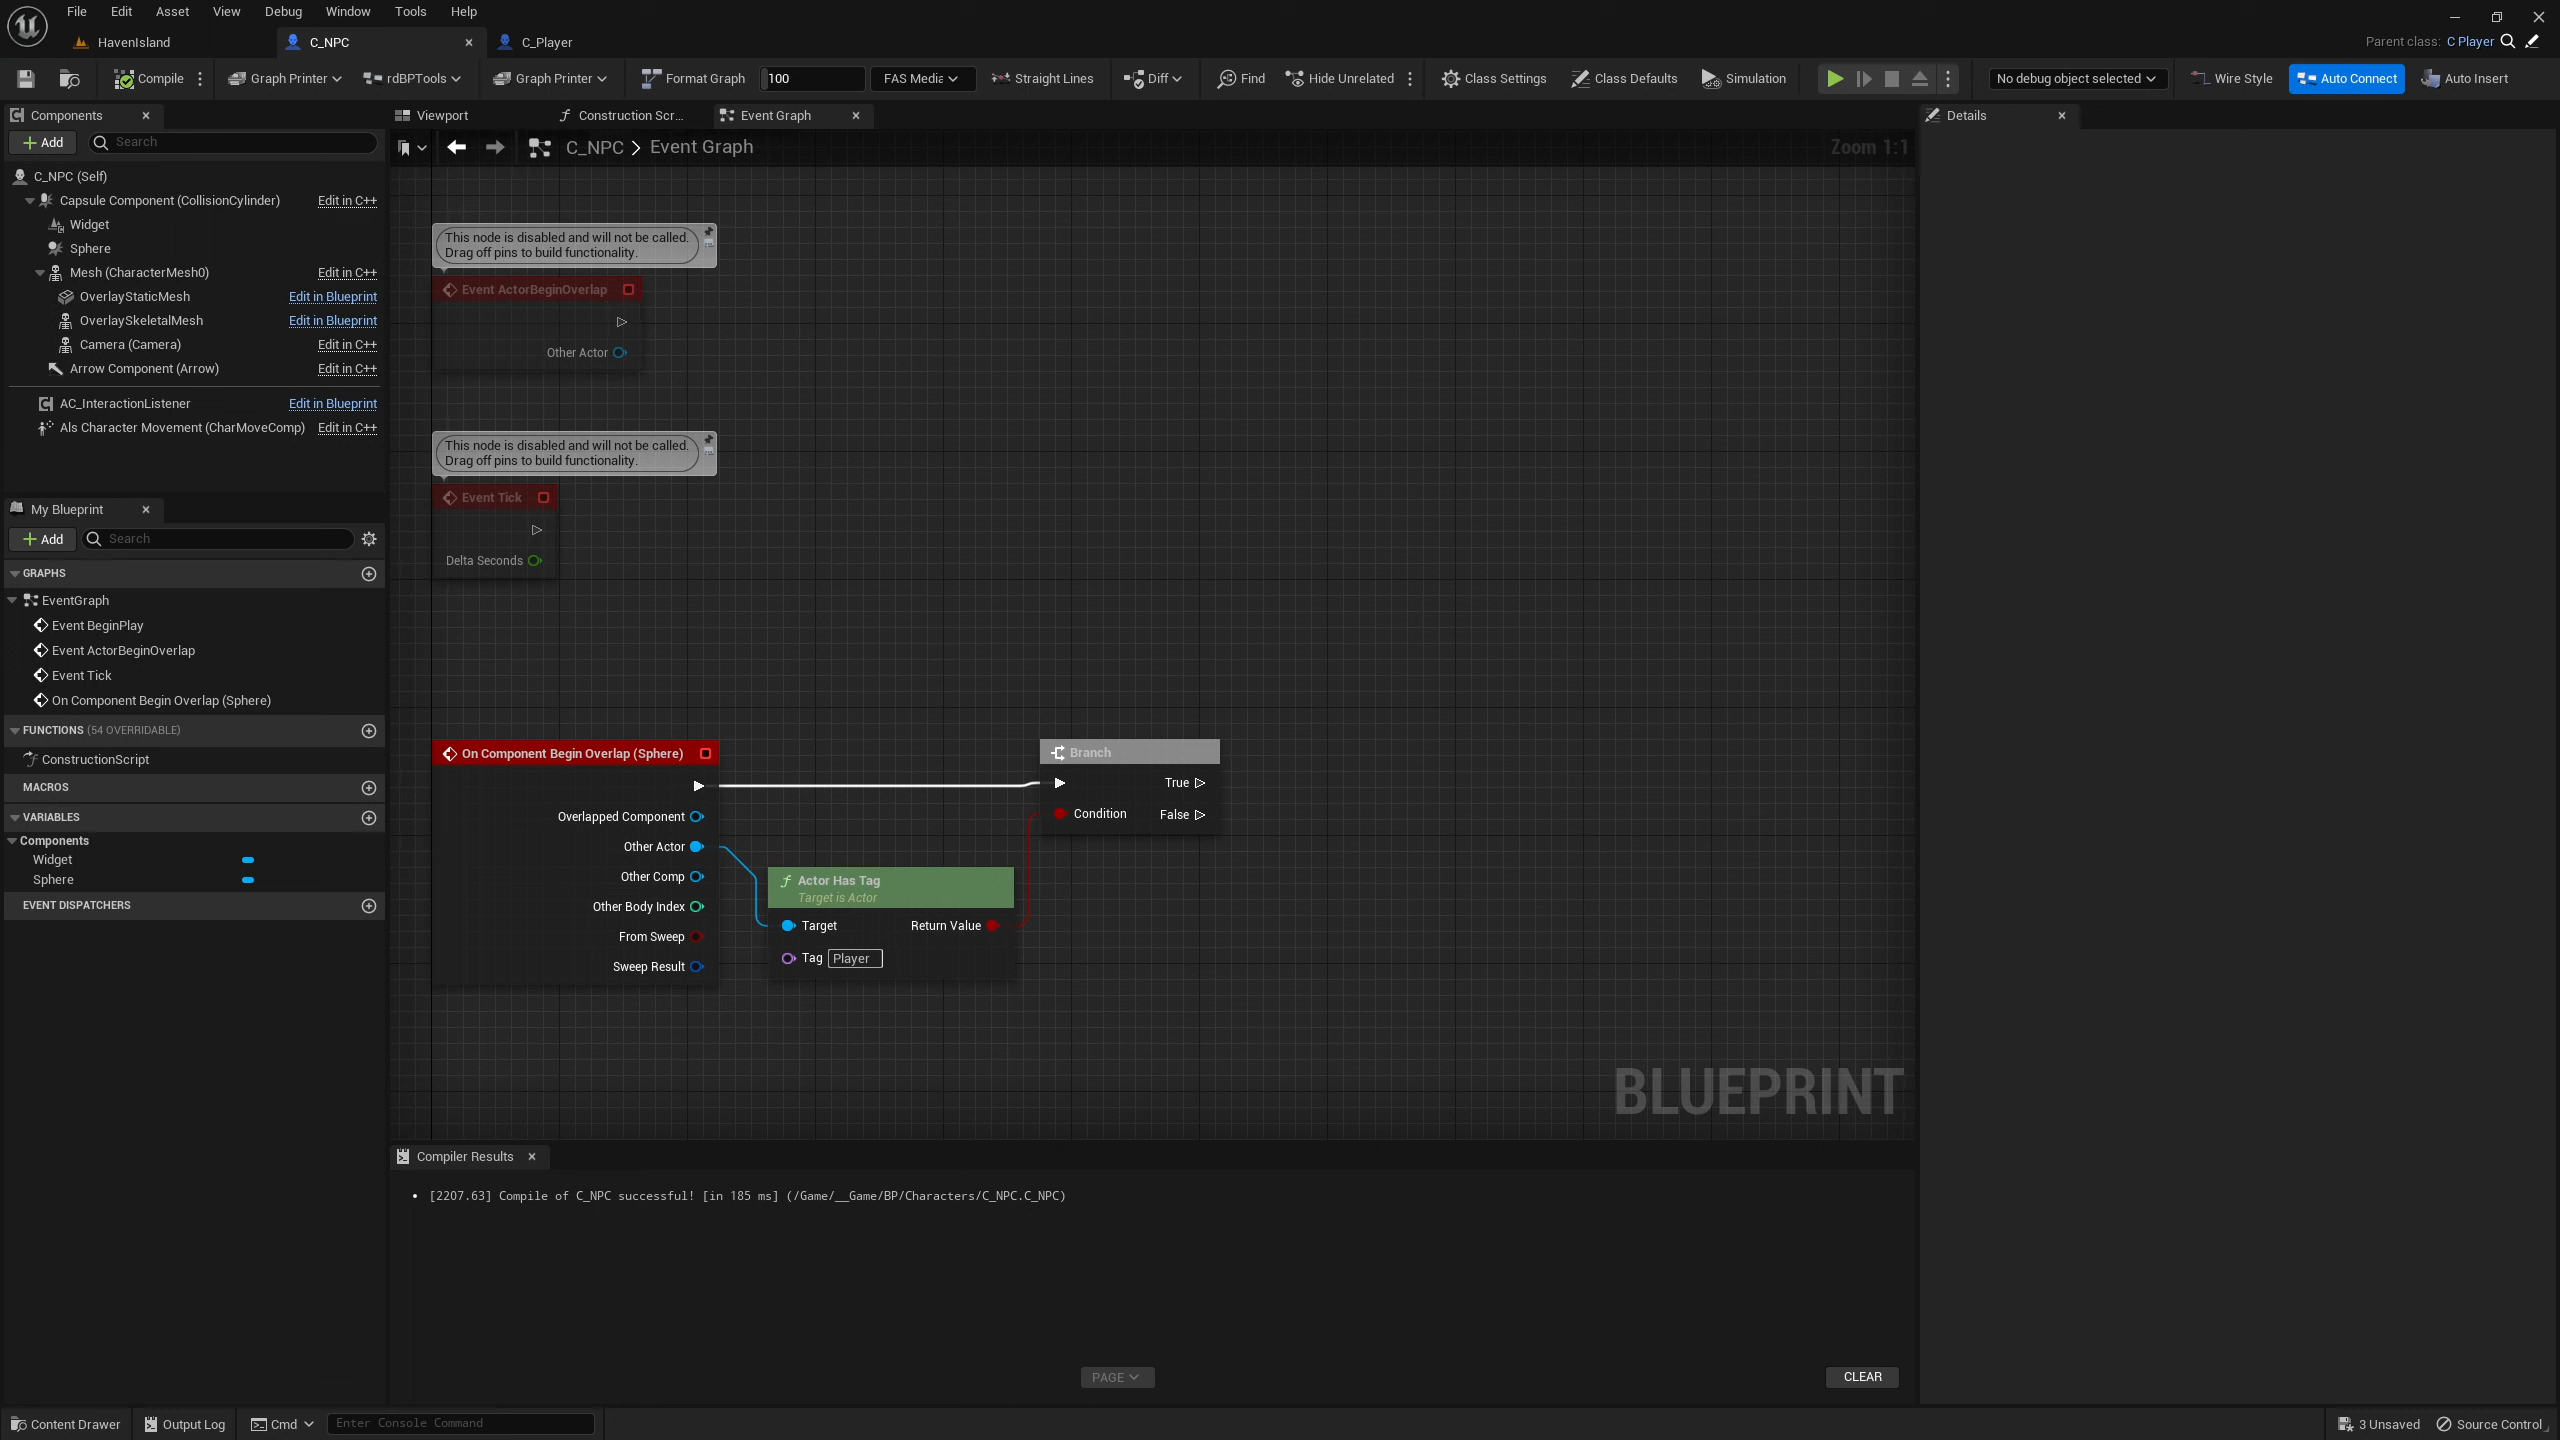 File Edit Asset View Debug Window Tools Help
HavenIsland C_NPC C_Player Parent class: C Player
Compile Graph Printer rdBPTools Graph Printer Format Graph 100 FAS Medic Straight Lines Diff Find Hide Unrelated Class Settings Class Defaults Simulation No debug object selected Wire Style Auto Connect Auto Insert
Components
Add Search
C_NPC (Self)
Capsule Component (CollisionCylinder) Edit in C++
Widget
Sphere
Mesh (CharacterMesh0) Edit in C++
OverlayStaticMesh Edit in Blueprint
OverlaySkeletalMesh Edit in Blueprint
Camera (Camera) Edit in C++
Arrow Component (Arrow) Edit in C++
AC_InteractionListener Edit in Blueprint
Als Character Movement (CharMoveComp) Edit in C++
My Blueprint
Add Search
GRAPHS
EventGraph
Event BeginPlay
Event ActorBeginOverlap
Event Tick
On Component Begin Overlap (Sphere)
FUNCTIONS (54 OVERRIDABLE)
ConstructionScript
MACROS
VARIABLES
Components
Widget
Sphere
EVENT DISPATCHERS
Viewport Construction Scr... Event Graph
C_NPC > Event Graph Zoom 1:1
This node is disabled and will not be called.
Drag off pins to build functionality.
Event ActorBeginOverlap
Other Actor
This node is disabled and will not be called.
Drag off pins to build functionality.
Event Tick
Delta Seconds
On Component Begin Overlap (Sphere)
Overlapped Component
Other Actor
Other Comp
Other Body Index
From Sweep
Sweep Result
Actor Has Tag
Target is Actor
Target Return Value
Tag Player
Branch
True
Condition False
BLUEPRINT
Compiler Results
• [2207.63] Compile of C_NPC successful! [in 185 ms] (/Game/__Game/BP/Characters/C_NPC.C_NPC)
PAGE CLEAR
Details
Content Drawer Output Log Cmd Enter Console Command 3 Unsaved Source Control